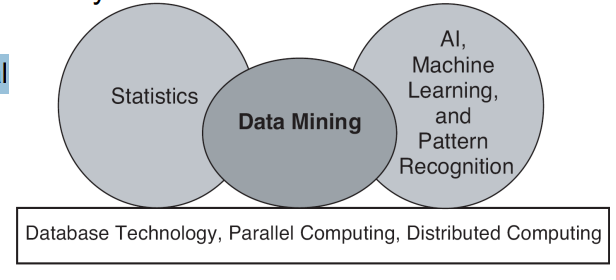 Statistics
Data Mining
AI,
Machine
Learning,
and
Pattern
Recognition
Database Technology, Parallel Computing, Distributed Computing